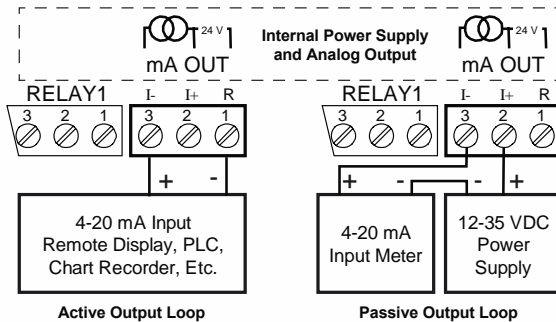 24 V
Internal Power Supply
and Analog Output
24 V
mA OUT
mA OUT
RELAY1
I- I+ R
RELAY1
I- I+ R
3 2 1
3 2 1
3 2 1
3 2 1
+ -
+ - - +
4-20 mA Input
Remote Display, PLC,
Chart Recorder, Etc.
4-20 mA
Input Meter
12-35 VDC
Power
Supply
Active Output Loop
Passive Output Loop